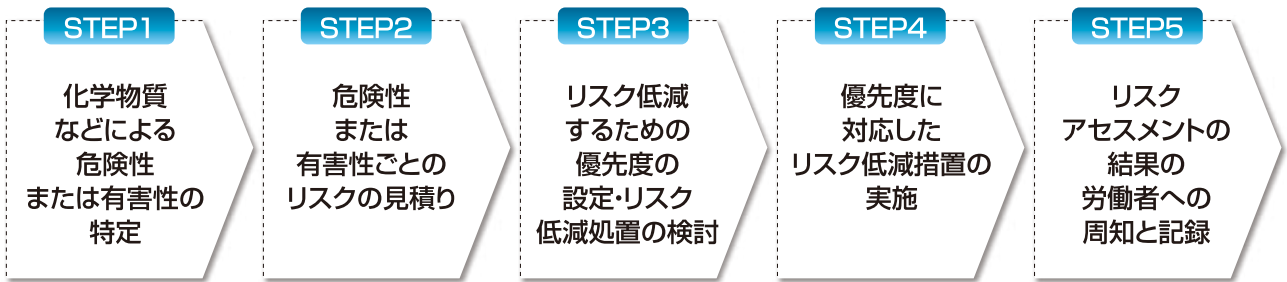 STEP1
化学物質
などによる
危険性
または有害性の
特定
STEP2
危険性
または
有害性ごとの
リスクの見積り
STEP3
リスク低減
するための
優先度の
設定・リスク
低減処置の検討
STEP4
優先度に
対応した
リスク低減措置の
実施
STEP5
リスク
アセスメントの
結果の
労働者への
周知と記録